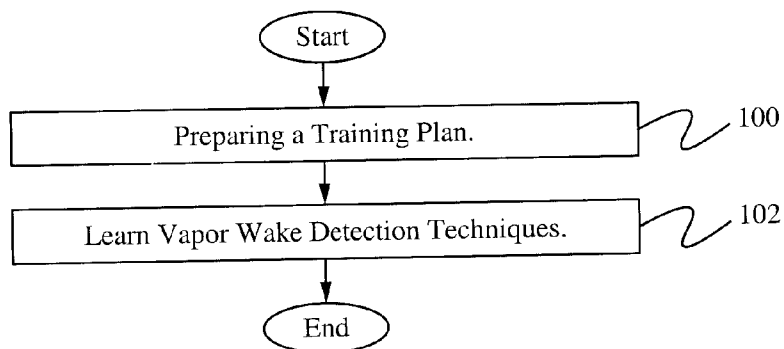 Start
Preparing a Training Plan.
100
Learn Vapor Wake Detection Techniques.
102
End